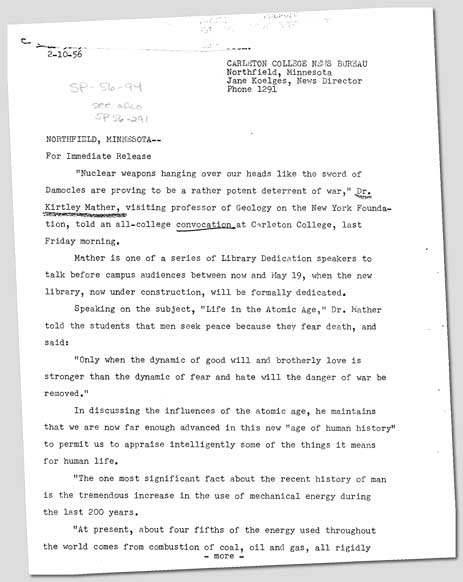 C
2-10-56
CARLETON COLLEGE NEWS BUREAU
Northfield, Minnesota
Jane Koelges, News Director
Phone 1291
SP-56-94
see also
SP56-291
NORTHFIELD, MINNESOTA--
For Immediate Release
"Nuclear weapons hanging over our heads like the sword of
Damocles are proving to be a rather potent deterrent of war," Dr.
Kirtley Mather, visiting professor of Geology on the New York Founda-
tion, told an all-college convocation at Carleton College, last
Friday morning.
Mather is one of a series of Library Dedication speakers to
talk before campus audiences between now and May 19, when the new
library, now under construction, will be formally dedicated.
Speaking on the subject, "Life in the Atomic Age," Dr. Mather
told the students that men seek peace because they fear death, and
said:
"Only when the dynamic of good will and brotherly love is
stronger than the dynamic of fear and hate will the danger of war be
removed."
In discussing the influences of the atomic age, he maintains
that we are now far enough advanced in this new "age of human history"
to permit us to appraise intelligently some of the things it means
for human life.
"The one most significant fact about the recent history of man
is the tremendous increase in the use of mechanical energy during
the last 200 years.
"At present, about four fifths of the energy used throughout
the world comes from combustion of coal, oil and gas, all rigidly
- more -